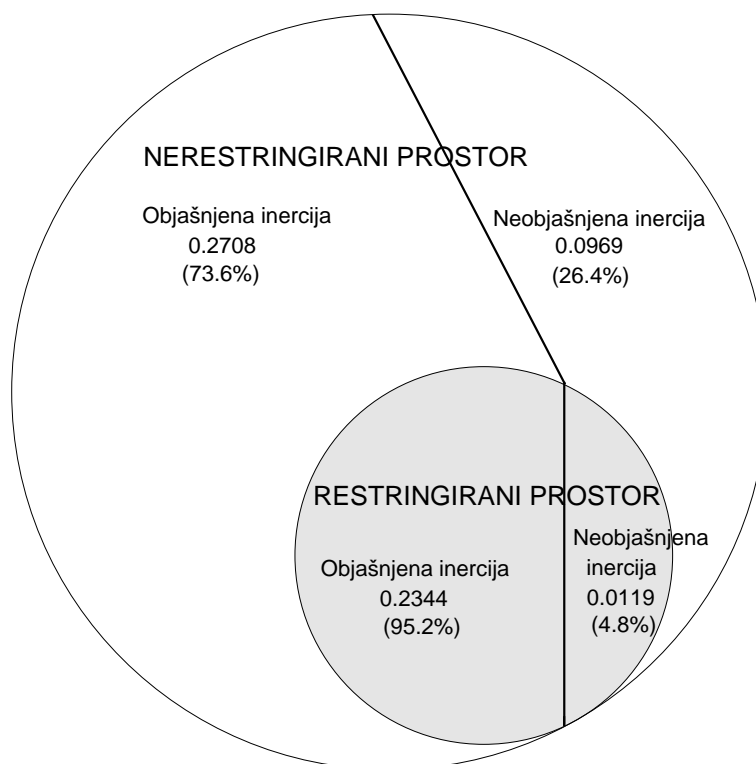 NERESTRINGIRANI PROSTOR
Objašnjena inercija
0.2708
(73.6%)
Neobjašnjena inercija
0.0969
(26.4%)
RESTRINGIRANI PROSTOR
Objašnjena inercija
0.2344
(95.2%)
Neobjašnjena
inercija
0.0119
(4.8%)